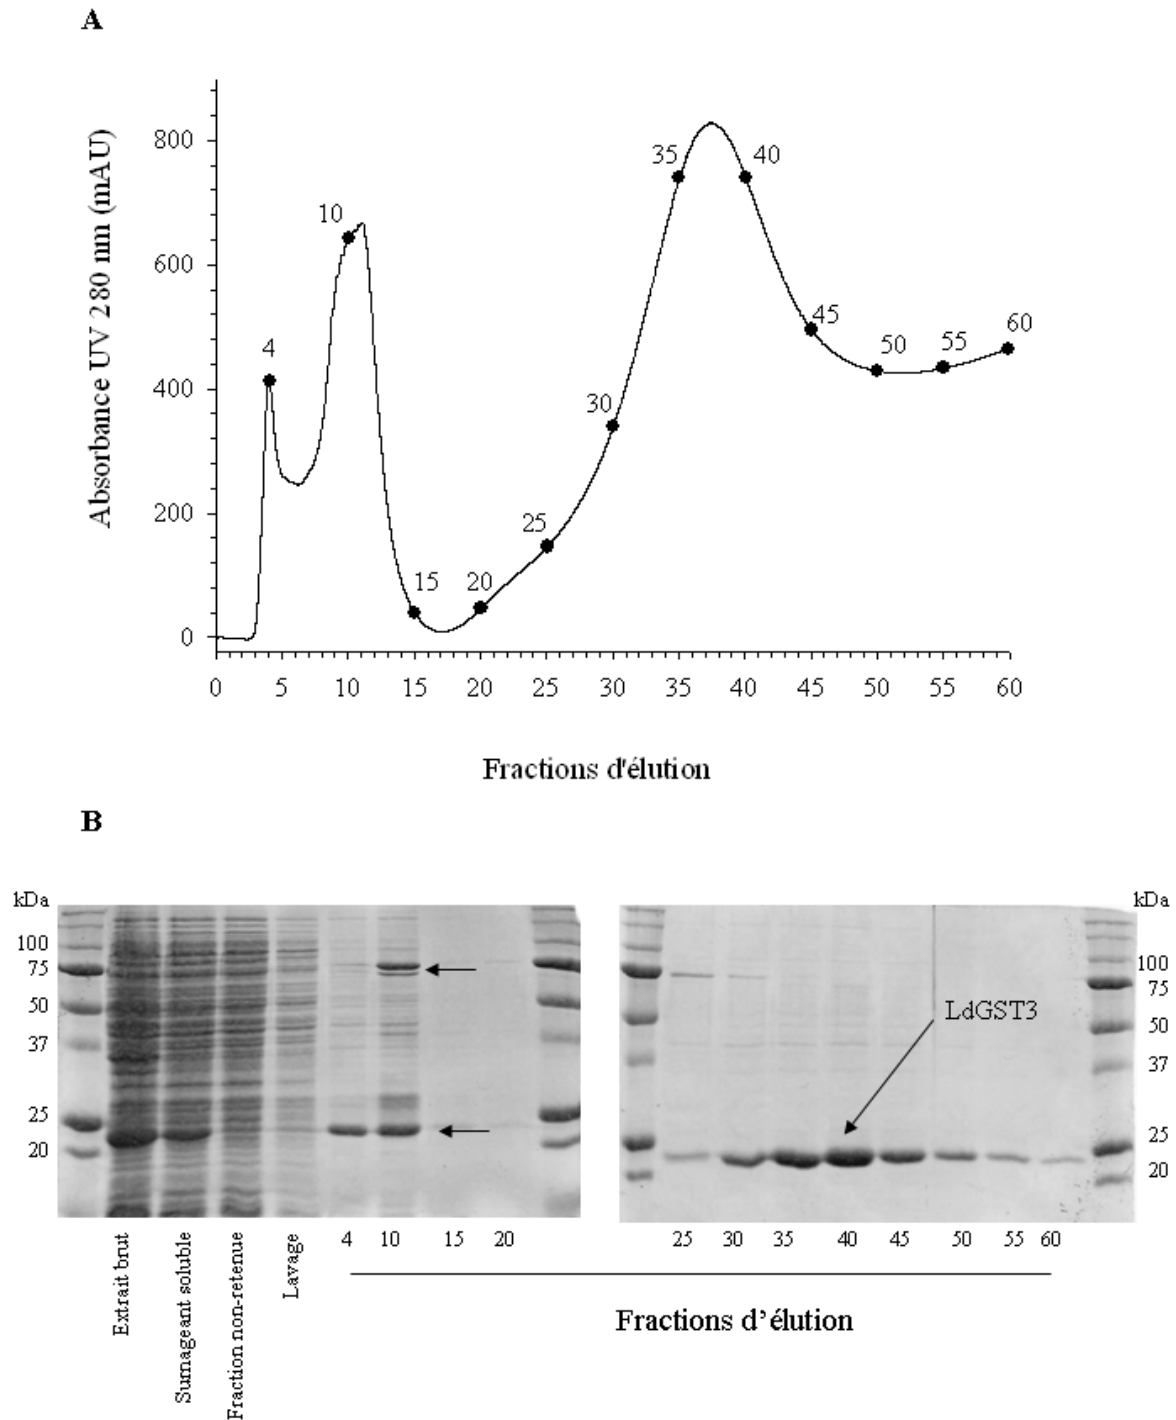 A
Absorbance UV 280 nm (mAU)
800
600
400
200
0
4
10
15
20
25
30
35
40
45
50
55
60
0 5 10 15 20 25 30 35 40 45 50 55 60
Fractions d'élution
B
kDa
100
75
50
37
25
20
kDa
100
75
50
37
25
20
LdGST3
Extrait brut
Surnageant soluble
Fraction non-retenue
Lavage
4 10 15 20
25 30 35 40 45 50 55 60
Fractions d’élution